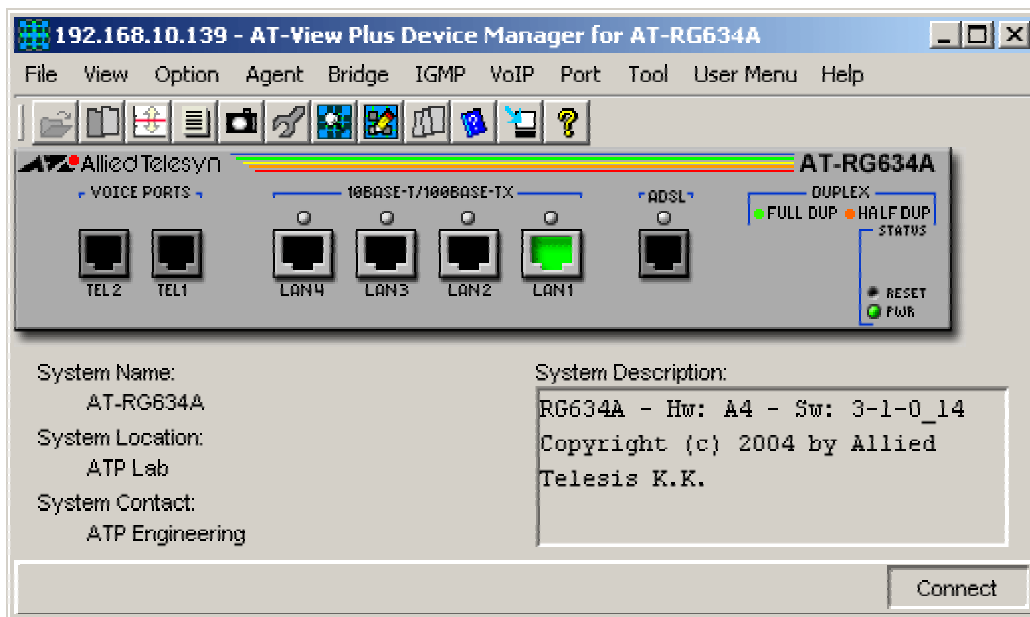 192.168.10.139 - AT-View Plus Device Manager for AT-RG634A
File View Option Agent Bridge IGMP VoIP Port Tool User Menu Help
Allied Telesyn
AT-RG634A
VOICE PORTS
10BASE-T/100BASE-TX
ADSL
DUPLEX
FULL DUP HALF DUP
STATUS
TEL2 TEL1 LAN4 LAN3 LAN2 LAN1
RESET
PWR
System Name:
AT-RG634A
System Location:
ATP Lab
System Contact:
ATP Engineering
System Description:
RG634A - Hw: A4 - Sw: 3-1-0_14
Copyright (c) 2004 by Allied
Telesis K.K.
Connect